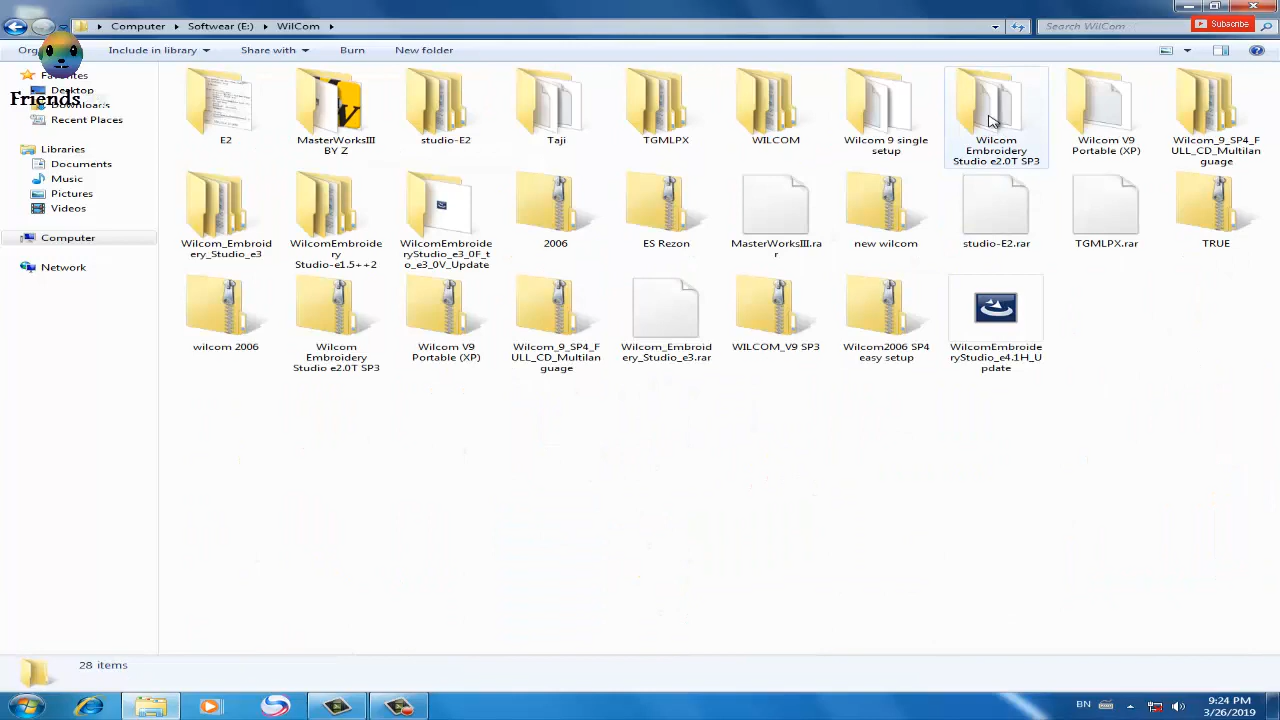 Computer
Softwear (E:)
WilCom
Search WilCom
Subscribe
Include in library
Share with
Burn
New folder
Friends
Favorites
Desktop
Downloads
Recent Places
Libraries
Documents
Music
Pictures
Videos
Computer
Network
E2
MasterWorksIII
BY Z
studio-E2
Taji
TGMLPX
WILCOM
Wilcom 9 single
setup
Wilcom
Embroidery
Studio e2.0T SP3
Wilcom V9
Portable (XP)
Wilcom_9_SP4_F
ULL_CD_Multilan
guage
Wilcom_Embroid
ery_Studio_e3
WilcomEmbroide
ry
Studio-e1.5++2
WilcomEmbroide
ryStudio_e3_0F_t
o_e3_0V_Update
2006
ES Rezon
MasterWorksIII.ra
r
new wilcom
studio-E2.rar
TGMLPX.rar
TRUE
wilcom 2006
Wilcom
Embroidery
Studio e2.0T SP3
Wilcom V9
Portable (XP)
Wilcom_9_SP4_F
ULL_CD_Multilan
guage
Wilcom_Embroid
ery_Studio_e3.rar
WILCOM_V9 SP3
Wilcom2006 SP4
easy setup
WilcomEmbroide
ryStudio_e4.1H_U
pdate
28 items
BN
9:24 PM
3/26/2019